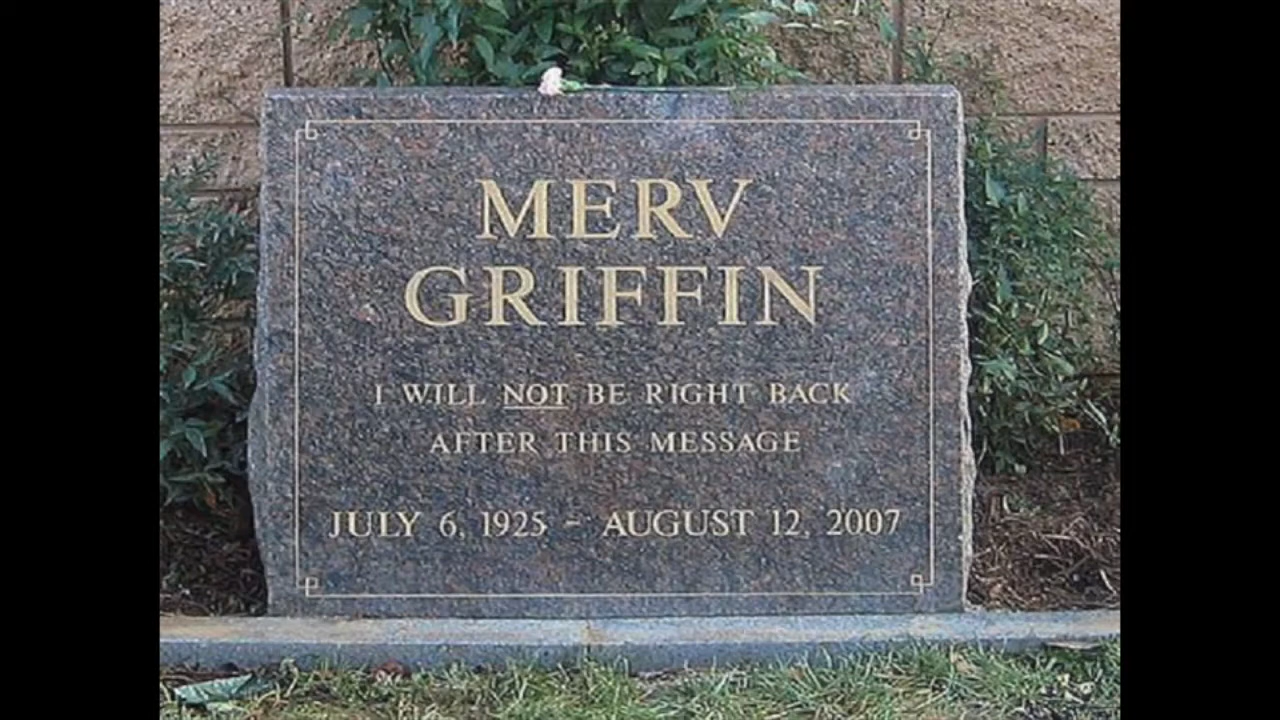 MERV
GRIFFIN
I WILL NOT BE RIGHT BACK
AFTER THIS MESSAGE
JULY 6, 1925 - AUGUST 12, 2007